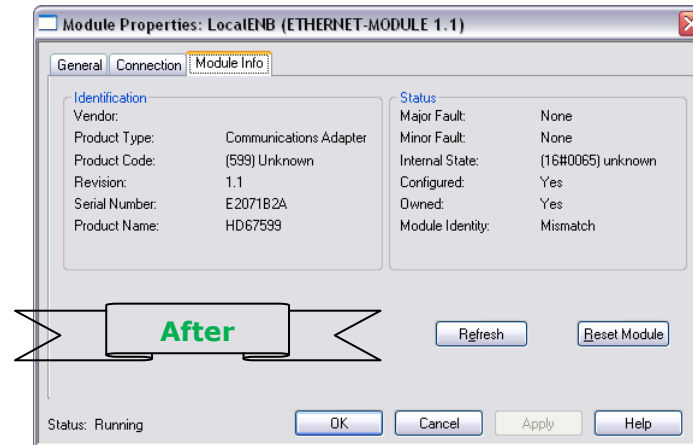 Module Properties: LocalENB (ETHERNET-MODULE 1.1)
General Connection Module Info
Identification
Vendor:
Product Type: Communications Adapter
Product Code: (599) Unknown
Revision: 1.1
Serial Number: E2071B2A
Product Name: HD67599
Status
Major Fault: None
Minor Fault: None
Internal State: (16#0065) unknown
Configured: Yes
Owned: Yes
Module Identity: Mismatch
After
Refresh Reset Module
Status: Running OK Cancel Apply Help